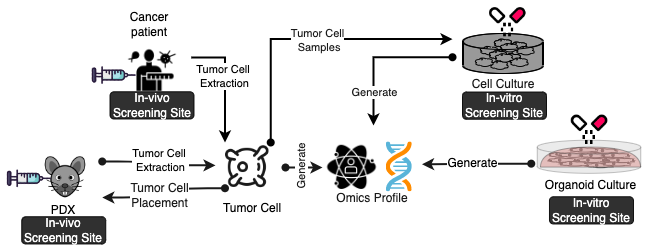 Cancer
patient
In-vivo
Screening Site
Tumor Cell
Extraction
Tumor Cell
Samples
Generate
Cell Culture
In-vitro
Screening Site
Tumor Cell
Extraction
Tumor Cell
Placement
PDX
In-vivo
Screening Site
Tumor Cell
Generate
Omics Profile
Generate
Organoid Culture
In-vitro
Screening Site